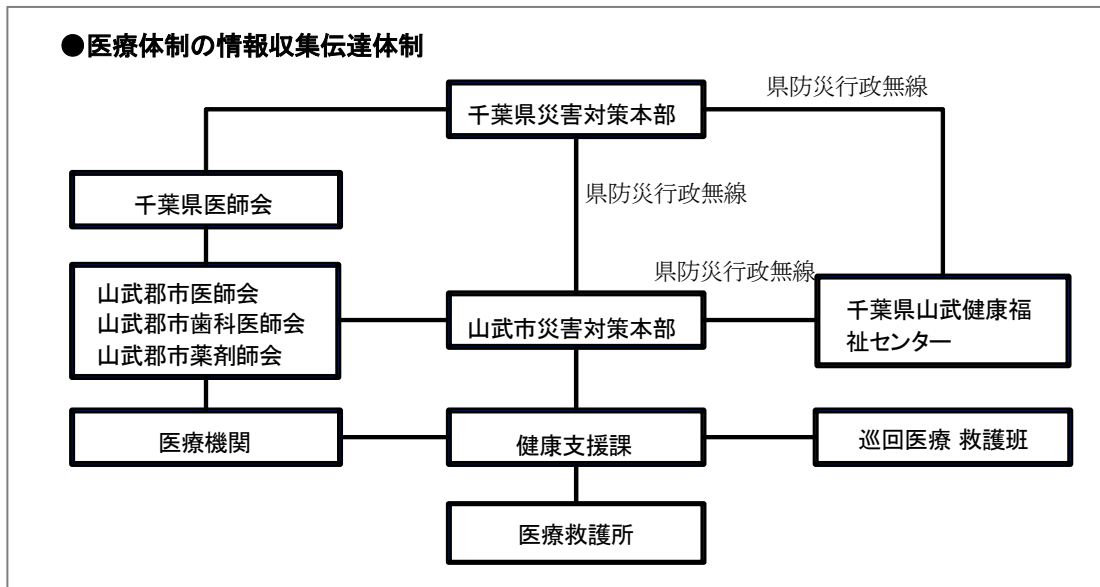 ●医療体制の情報収集伝達体制
県防災行政無線
千葉県災害対策本部
千葉県医師会
県防災行政無線
県防災行政無線
山武郡市医師会
山武郡市歯科医師会
山武郡市薬剤師会
山武市災害対策本部
千葉県山武健康福
祉センター
医療機関
健康支援課
巡回医療 救護班
医療救護所